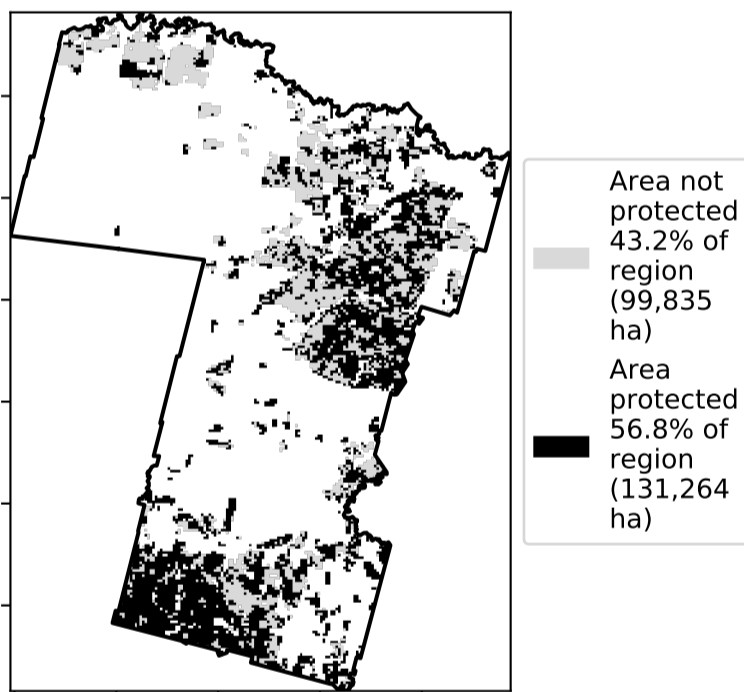 Area not
protected
43.2% of
region
(99,835
ha)
Area
protected
56.8% of
region
(131,264
ha)